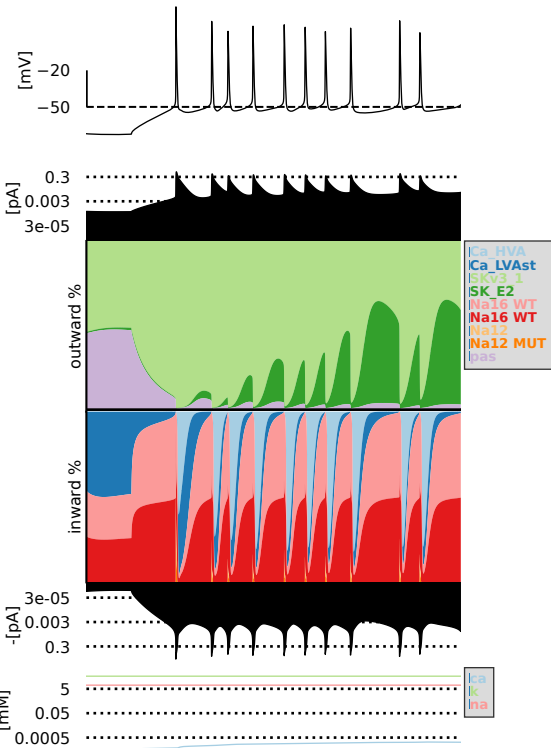 [mV]
−20
−50
[pA]
0.3
0.003
3e-05
outward %
Ca_HVA
Ca_LVAst
SKv3_1
SK_E2
Na16 WT
Na16 WT
Na12
Na12 MUT
pas
inward %
-[pA]
3e-05
0.003
0.3
[mM]
5
0.05
0.0005
ca
k
na